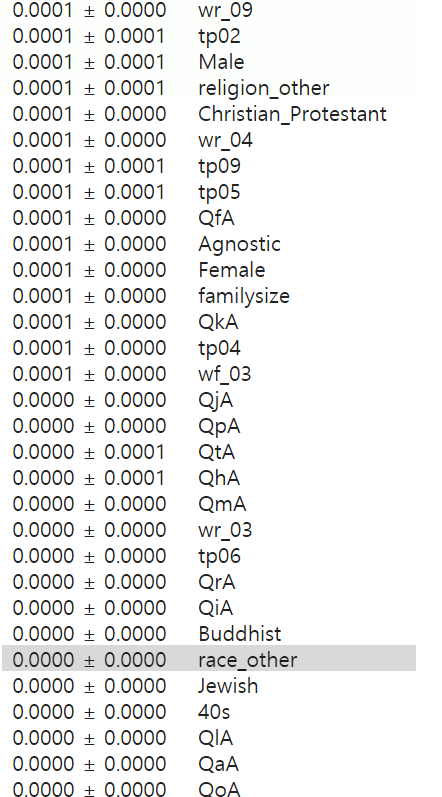 0.0001 ± 0.0000 wr_09
0.0001 ± 0.0001 tp02
0.0001 ± 0.0001 Male
0.0001 ± 0.0001 religion_other
0.0001 ± 0.0000 Christian_Protestant
0.0001 ± 0.0000 wr_04
0.0001 ± 0.0001 tp09
0.0001 ± 0.0001 tp05
0.0001 ± 0.0000 QfA
0.0001 ± 0.0000 Agnostic
0.0001 ± 0.0000 Female
0.0001 ± 0.0000 familysize
0.0001 ± 0.0000 QkA
0.0001 ± 0.0000 tp04
0.0001 ± 0.0000 wf_03
0.0000 ± 0.0000 QjA
0.0000 ± 0.0000 QpA
0.0000 ± 0.0001 QtA
0.0000 ± 0.0001 QhA
0.0000 ± 0.0000 QmA
0.0000 ± 0.0000 wr_03
0.0000 ± 0.0000 tp06
0.0000 ± 0.0000 QrA
0.0000 ± 0.0000 QiA
0.0000 ± 0.0000 Buddhist
0.0000 ± 0.0000 race_other
0.0000 ± 0.0000 Jewish
0.0000 ± 0.0000 40s
0.0000 ± 0.0000 QlA
0.0000 ± 0.0000 QaA
0.0000 ± 0.0000 QoA